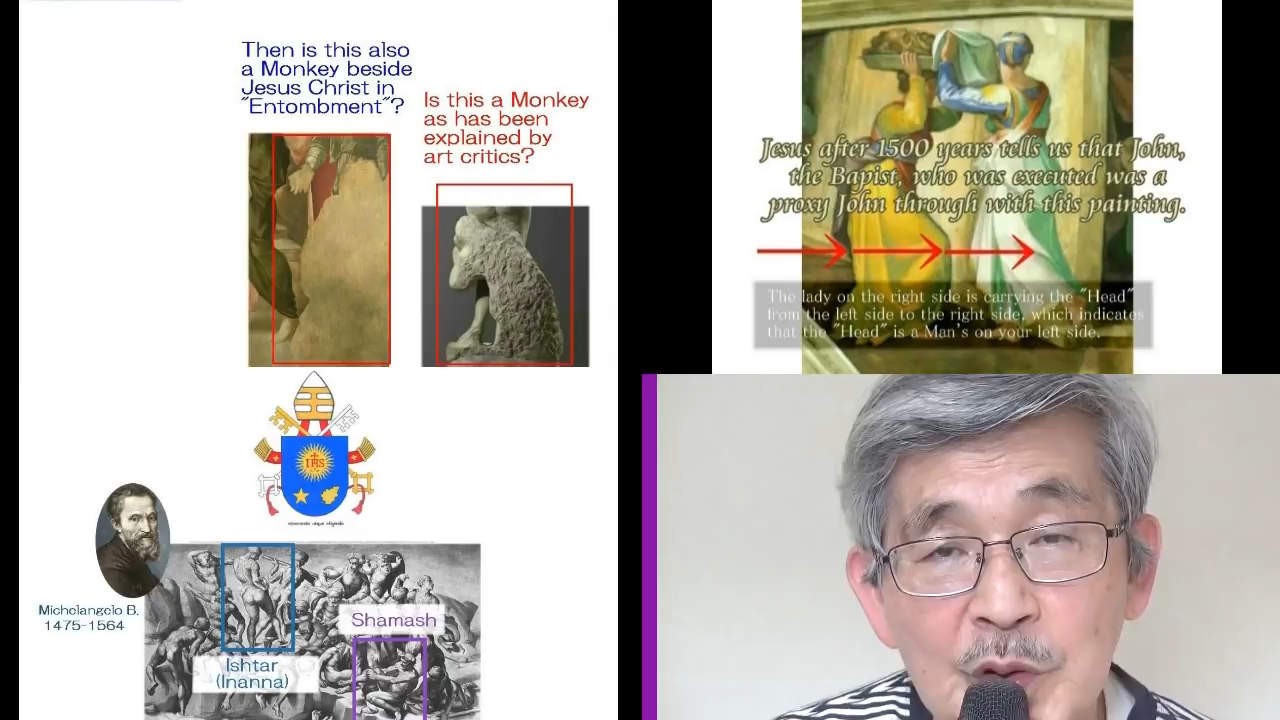 Then is this also
a Monkey beside
Jesus Christ in
"Entombment"?
Is this a Monkey
as has been
explained by
art critics?
IHS
Michelangelo B.
1475-1564
Shamash
Ishtar
(Inanna)
Jesus after 1500 years tells us that John,
the Bapist, who was executed was a
proxy John through with this painting.
The lady on the right side is carrying the "Head"
from the left side to the right side, which indicates
that the "Head" is a Man's on your left side.